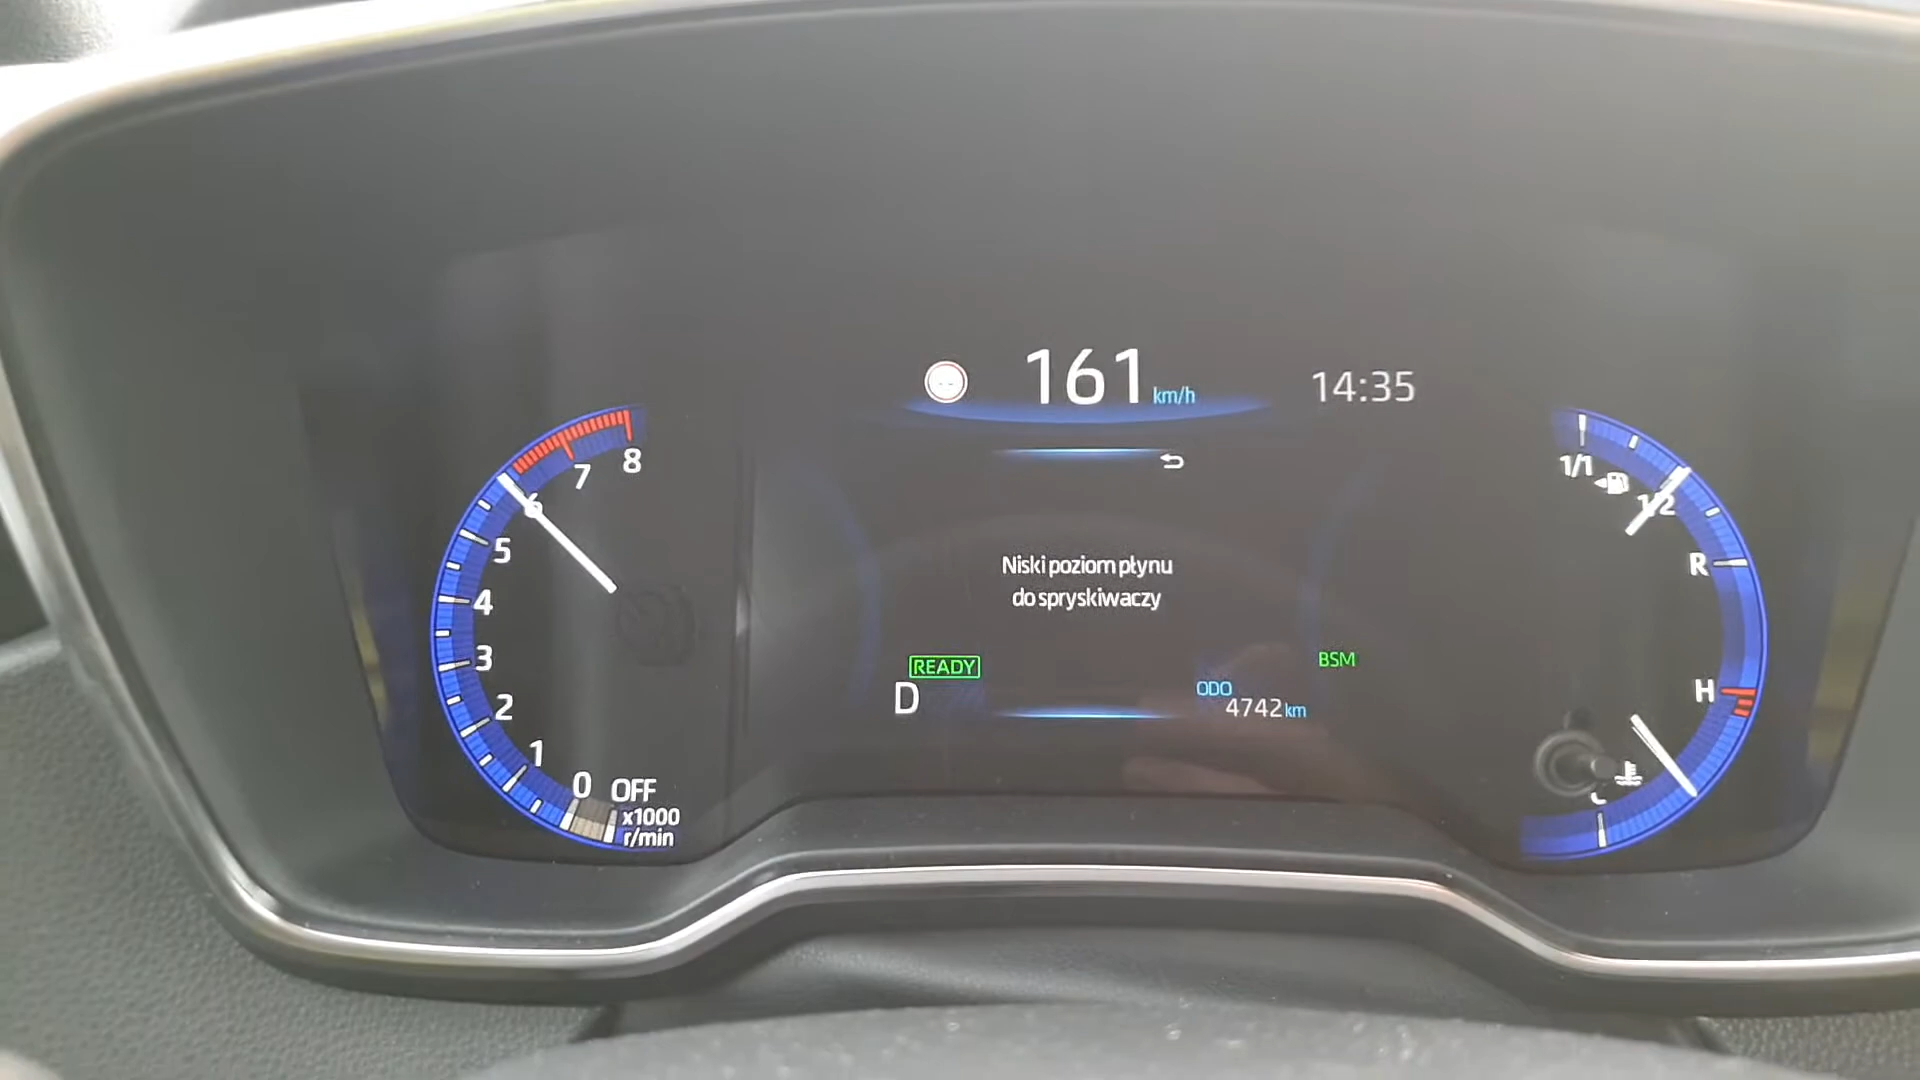 161 km/h
14:35
8
7
6
5
4
3
2
1
0 OFF
x1000
r/min
Niski poziom płynu
do spryskiwaczy
READY
D
BSM
ODO
4742 km
1/1
1/2
R
H
C